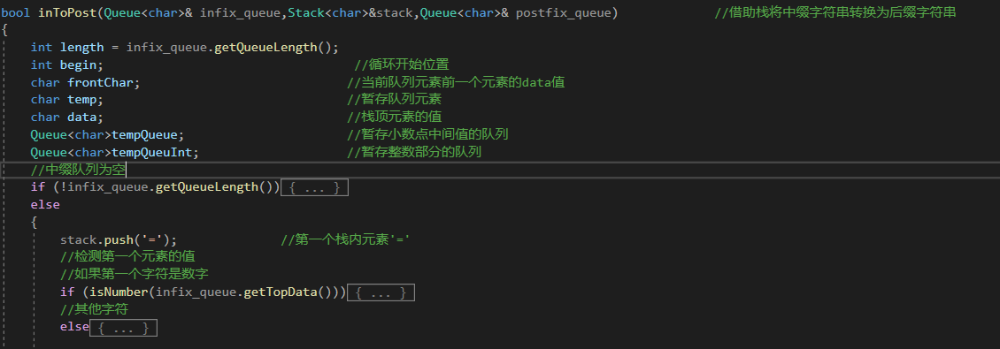 bool inToPost(Queue<char>& infix_queue,Stack<char>&stack,Queue<char>& postfix_queue) //借助栈将中缀字符串转换为后缀字符串
{
int length = infix_queue.getQueueLength();
int begin; //循环开始位置
char frontChar; //当前队列元素前一个元素的data值
char temp; //暂存队列元素
char data; //栈顶元素的值
Queue<char>tempQueue; //暂存小数点中间值的队列
Queue<char>tempQueuInt; //暂存整数部分的队列
//中缀队列为空
if (!infix_queue.getQueueLength()){ ... }
else
{
stack.push('='); //第一个栈内元素'='
//检测第一个元素的值
//如果第一个字符是数字
if (isNumber(infix_queue.getTopData())){ ... }
//其他字符
else{ ... }